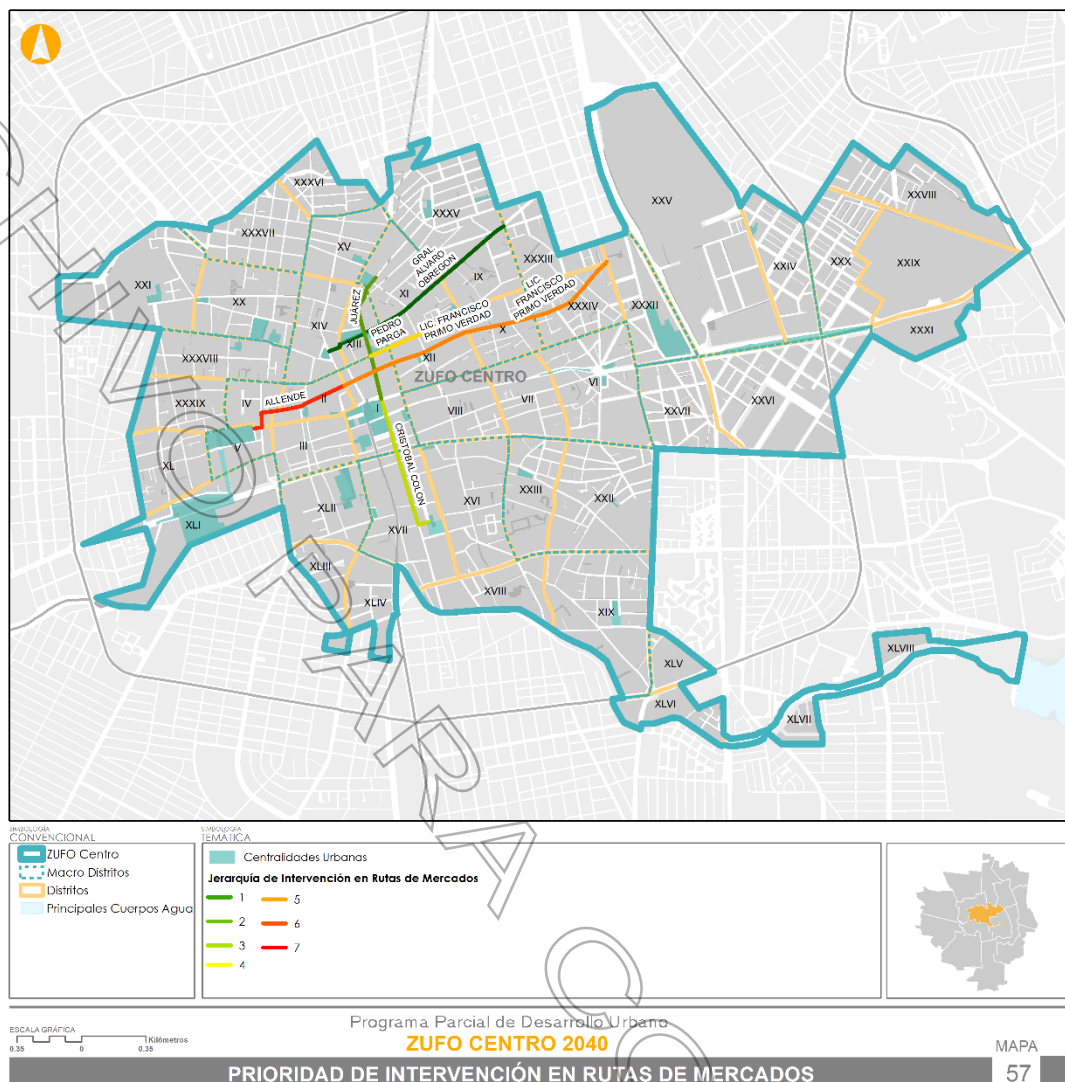 XXXVI
XXV
XXVIII
XXXV
XXXVII
XV
GRAL.
ALVARO
OBREGON
XXXIII
XXIV
XXX
XXIX
XXI
XI
IX
XX
JUÁREZ
LIC.
FRANCISCO
PRIMO VERDAD
XXXIV
XXXII
XIV
XXXI
PEDRO
PARGA
LIC. FRANCISCO
PRIMO VERDAD
X
XIII
XXXVIII
XII
ZUFO CENTRO
VI
VII
XXVI
XXXIX
IV
ALLENDE
II
I
VIII
XXVII
V
III
CRISTOBAL COLON
XL
XXIII
XXII
XVI
XLII
XLI
XVII
XLIII
XVIII
XLIV
XIX
XLV
XLVIII
XLVI
XLVII
SIMBOLOGÍA
CONVENCIONAL
ZUFO Centro
Macro Distritos
Distritos
Principales Cuerpos Agua
SIMBOLOGÍA
TEMÁTICA
Centralidades Urbanas
Jerarquía de Intervención en Rutas de Mercados
1
2
3
4
5
6
7
ESCALA GRÁFICA
0.35 0 0.35 Kilómetros
Programa Parcial de Desarrollo Urbano
ZUFO CENTRO 2040
PRIORIDAD DE INTERVENCIÓN EN RUTAS DE MERCADOS
MAPA
57